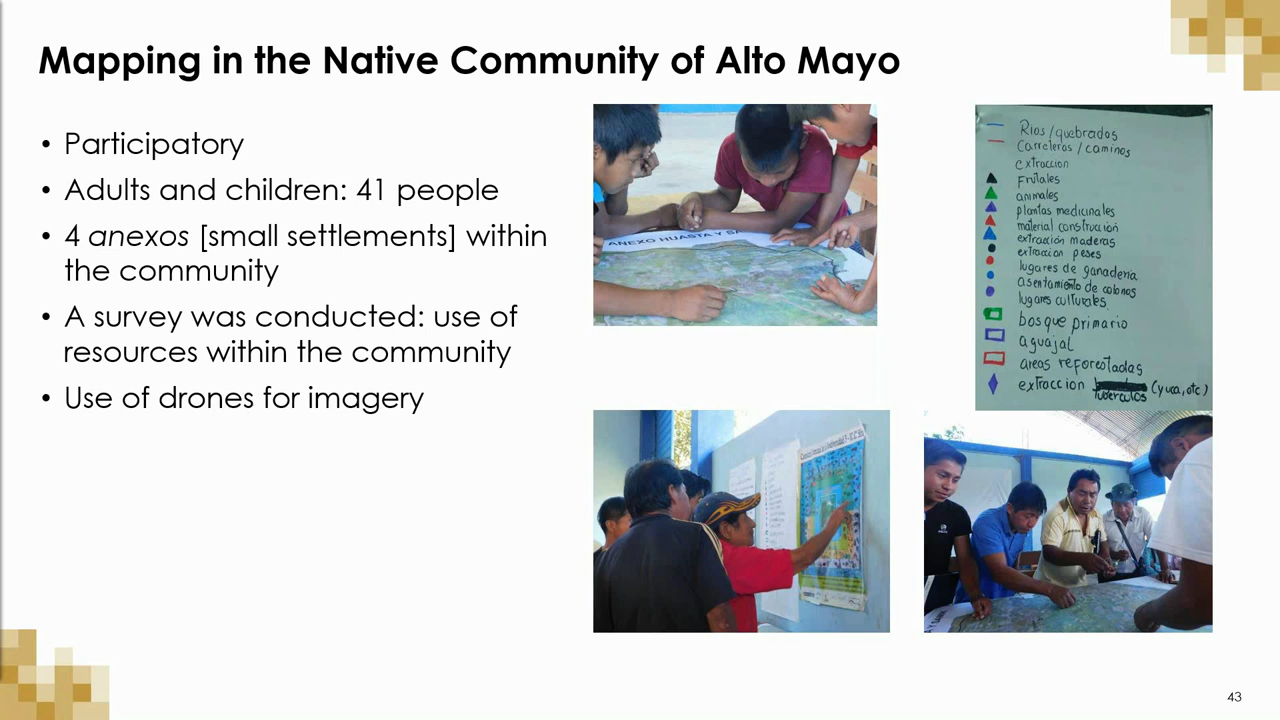 Mapping in the Native Community of Alto Mayo
• Participatory
• Adults and children: 41 people
• 4 anexos [small settlements] within
the community
• A survey was conducted: use of
resources within the community
• Use of drones for imagery
ANEXO HUASTA Y SA
Rios/quebradas
Carreteras/caminos
extraccion
frutales
animales
plantas medicinales
material construcción
extracción maderas
extraccion peses
lugares de ganaderia
asentamiento de colonos
lugares culturales
bosque primario
aguajal
areas reforestadas
extraccion tuberculos (yuca, etc)
43